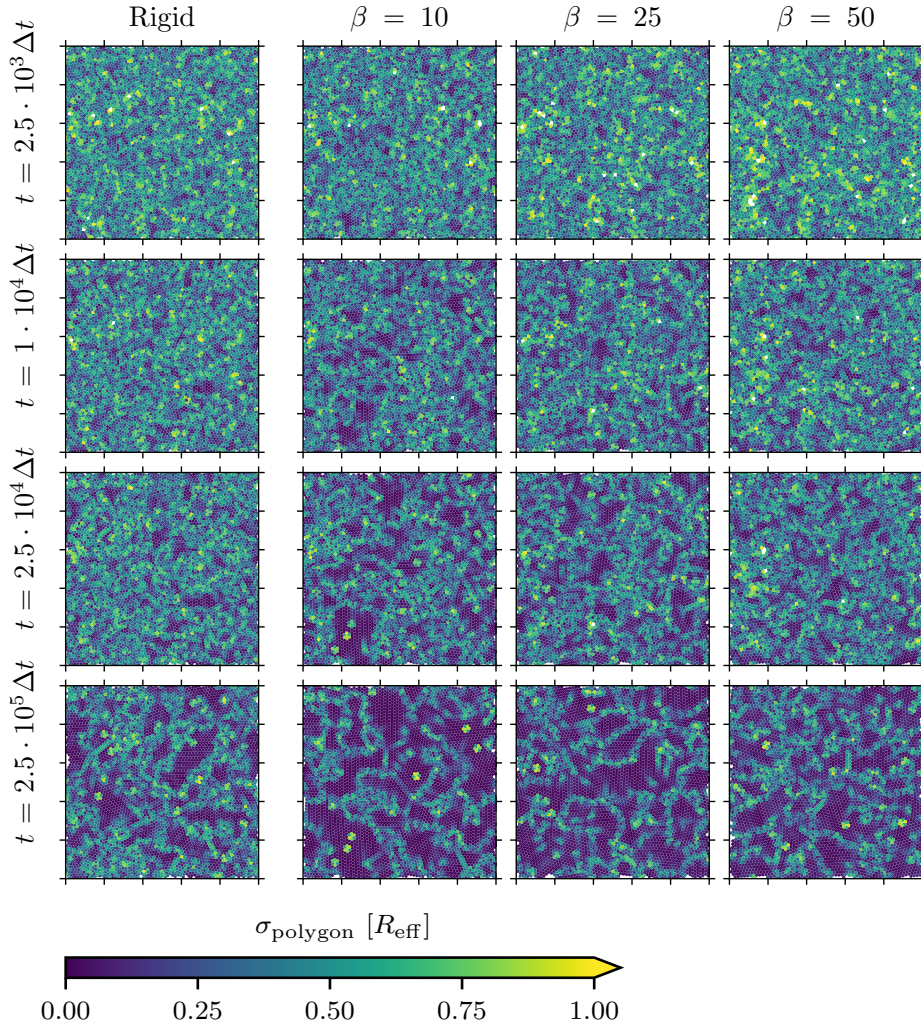 Rigid β = 10 β = 25 β = 50
t = 2.5 · 10³Δt
t = 1 · 10⁴Δt
t = 2.5 · 10⁴Δt
t = 2.5 · 10⁵Δt
σ_polygon [R_eff]
0.00 0.25 0.50 0.75 1.00